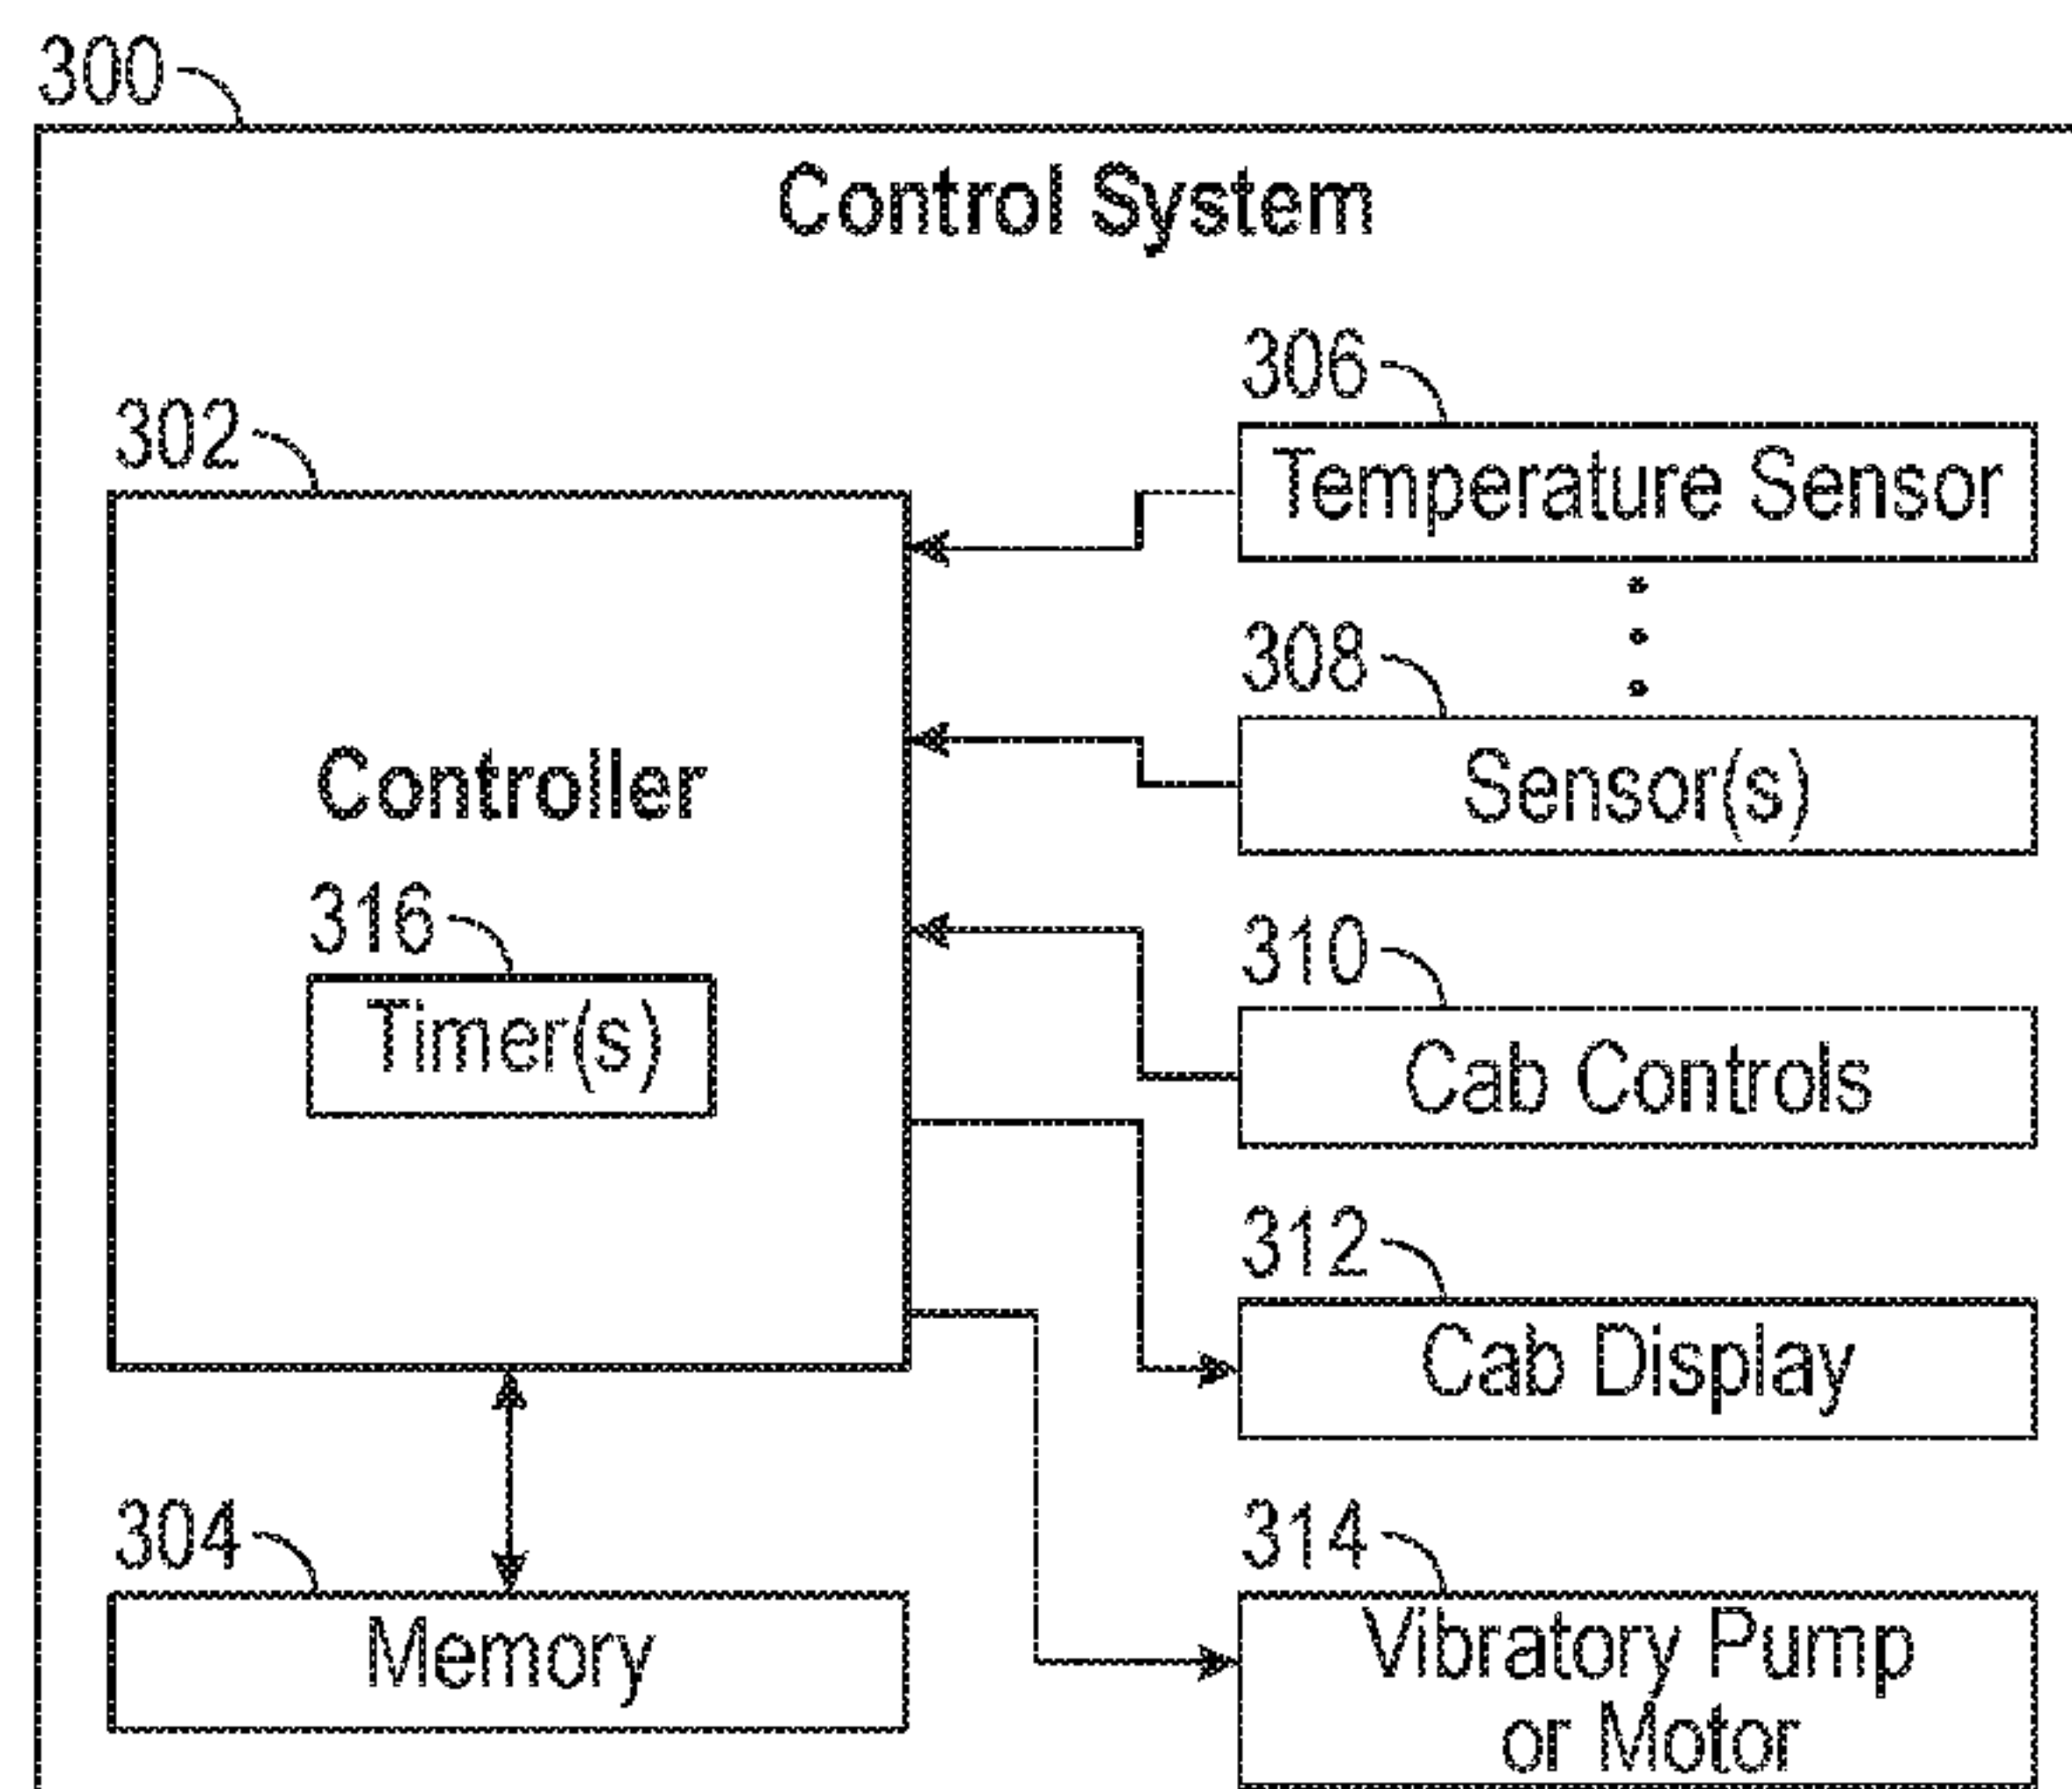 300
Control System
302
Controller
316
Timer(s)
304
Memory
306
Temperature Sensor
308
Sensor(s)
310
Cab Controls
312
Cab Display
314
Vibratory Pump
or Motor